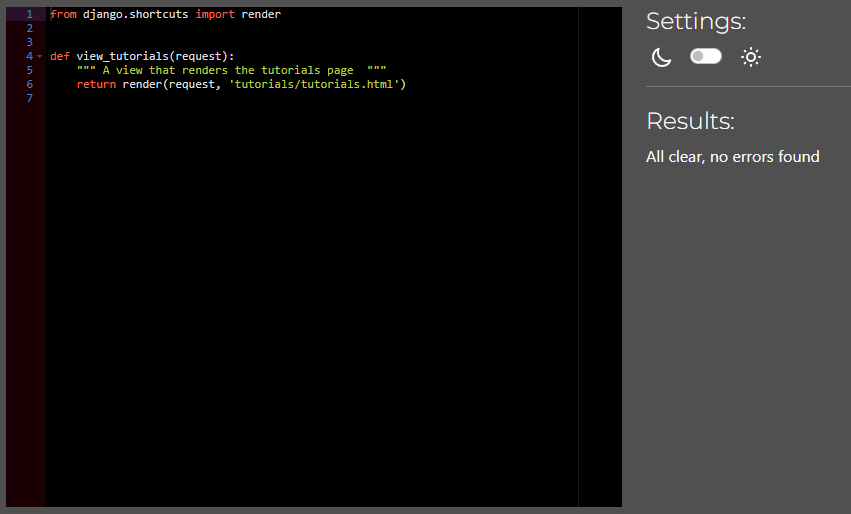 1 from django.shortcuts import render
2
3
4 def view_tutorials(request):
5     """ A view that renders the tutorials page  """
6     return render(request, 'tutorials/tutorials.html')
7
Settings:
Results:
All clear, no errors found